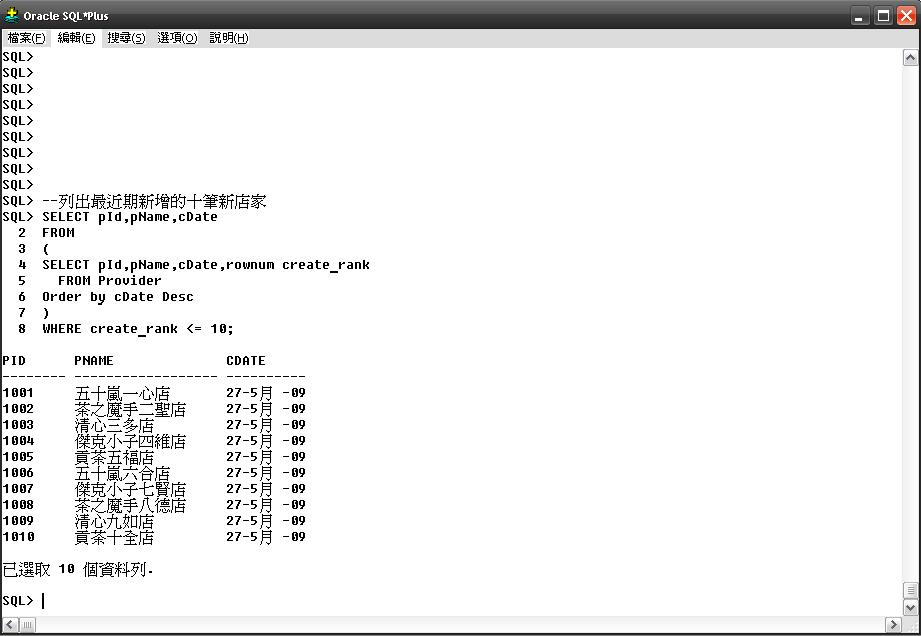 Oracle SQL*Plus
檔案(F) 編輯(E) 搜尋(S) 選項(O) 說明(H)
SQL>
SQL>
SQL>
SQL>
SQL>
SQL>
SQL>
SQL>
SQL>
SQL> --列出最近期新增的十筆新店家
SQL> SELECT pId,pName,cDate
2 FROM
3 (
4 SELECT pId,pName,cDate,rownum create_rank
5 FROM Provider
6 Order by cDate Desc
7 )
8 WHERE create_rank <= 10;
PID PNAME CDATE
-------- ------------------ ----------
1001 五十嵐一心店 27-5月 -09
1002 茶之魔手二聖店 27-5月 -09
1003 清心三多店 27-5月 -09
1004 傑克小子四維店 27-5月 -09
1005 貢茶五福店 27-5月 -09
1006 五十嵐六合店 27-5月 -09
1007 傑克小子七賢店 27-5月 -09
1008 茶之魔手八德店 27-5月 -09
1009 清心九如店 27-5月 -09
1010 貢茶十全店 27-5月 -09
已選取 10 個資料列.
SQL>